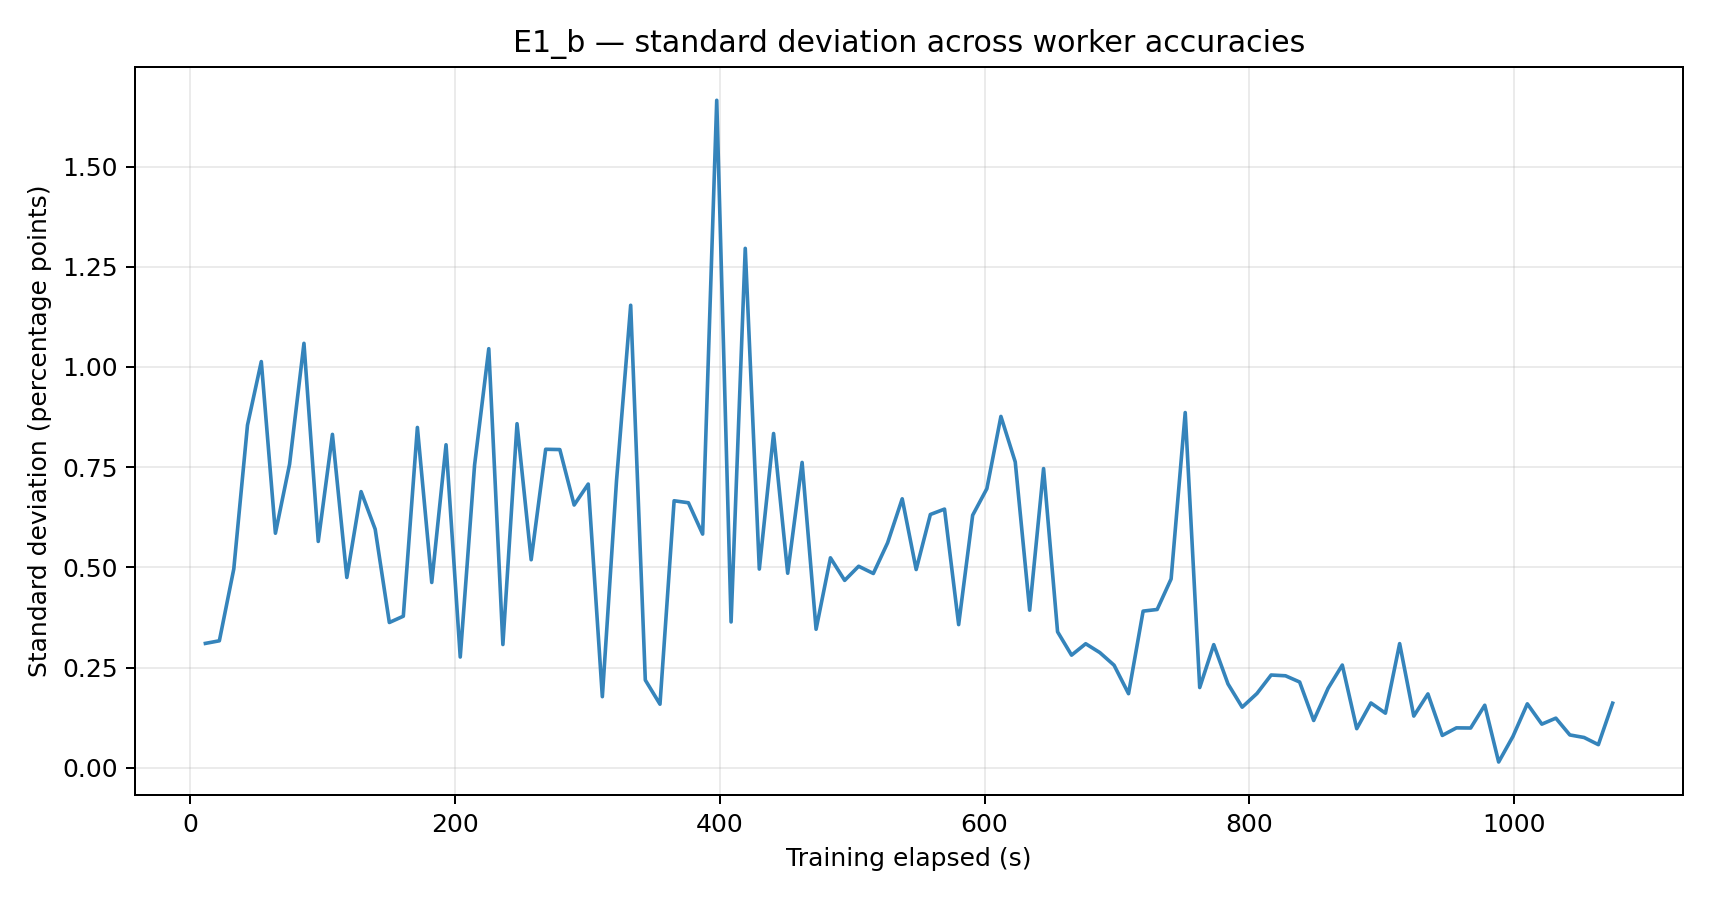 E1_b — standard deviation across worker accuracies
Standard deviation (percentage points)
1.50
1.25
1.00
0.75
0.50
0.25
0.00
0 200 400 600 800 1000
Training elapsed (s)